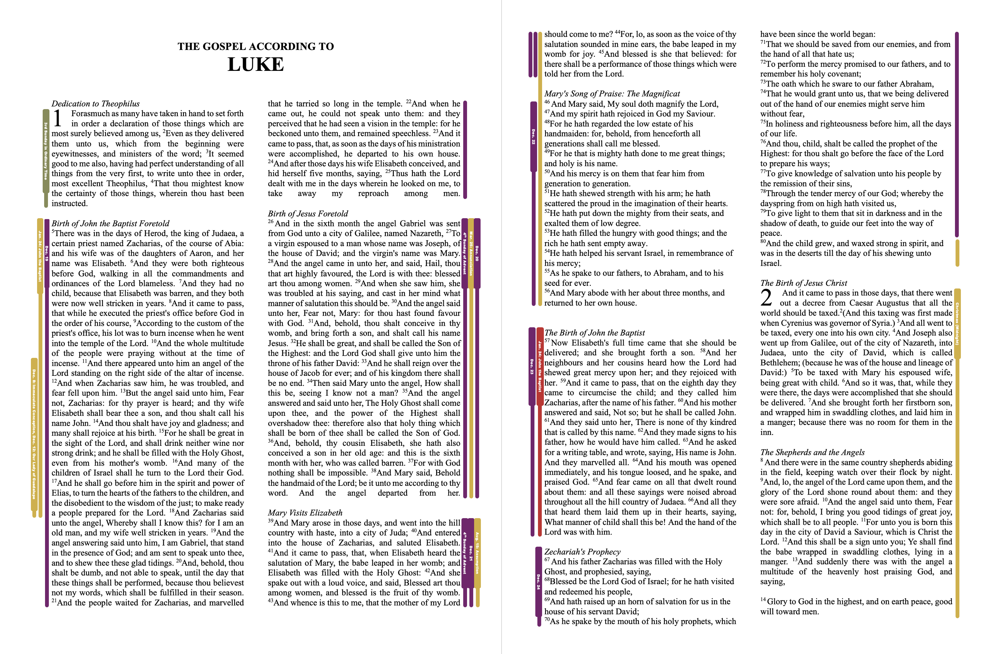 THE GOSPEL ACCORDING TO
LUKE
Dedication to Theophilus
1 Forasmuch as many have taken in hand to set forth
in order a declaration of those things which are
most surely believed among us, ²Even as they delivered
them unto us, which from the beginning were
eyewitnesses, and ministers of the word; ³It seemed
good to me also, having had perfect understanding of all
things from the very first, to write unto thee in order,
most excellent Theophilus, ⁴That thou mightest know
the certainty of those things, wherein thou hast been
instructed.
3rd Sunday in Ordinary Time
Birth of John the Baptist Foretold
⁵There was in the days of Herod, the king of Judaea, a
certain priest named Zacharias, of the course of Abia:
and his wife was of the daughters of Aaron, and her
name was Elisabeth. ⁶And they were both righteous
before God, walking in all the commandments and
ordinances of the Lord blameless. ⁷And they had no
child, because that Elisabeth was barren, and they both
were now well stricken in years. ⁸And it came to pass,
that while he executed the priest's office before God in
the order of his course, ⁹According to the custom of the
priest's office, his lot was to burn incense when he went
into the temple of the Lord. ¹⁰And the whole multitude
of the people were praying without at the time of
incense. ¹¹And there appeared unto him an angel of the
Lord standing on the right side of the altar of incense.
¹²And when Zacharias saw him, he was troubled, and
fear fell upon him. ¹³But the angel said unto him, Fear
not, Zacharias: for thy prayer is heard; and thy wife
Elisabeth shall bear thee a son, and thou shalt call his
name John. ¹⁴And thou shalt have joy and gladness; and
many shall rejoice at his birth. ¹⁵For he shall be great in
the sight of the Lord, and shall drink neither wine nor
strong drink; and he shall be filled with the Holy Ghost,
even from his mother's womb. ¹⁶And many of the
children of Israel shall he turn to the Lord their God.
¹⁷And he shall go before him in the spirit and power of
Elias, to turn the hearts of the fathers to the children, and
the disobedient to the wisdom of the just; to make ready
a people prepared for the Lord. ¹⁸And Zacharias said
unto the angel, Whereby shall I know this? for I am an
old man, and my wife well stricken in years. ¹⁹And the
angel answering said unto him, I am Gabriel, that stand
in the presence of God; and am sent to speak unto thee,
and to shew thee these glad tidings. ²⁰And, behold, thou
shalt be dumb, and not able to speak, until the day that
these things shall be performed, because thou believest
not my words, which shall be fulfilled in their season.
²¹And the people waited for Zacharias, and marvelled
Jan. 24: John the Baptist
Dec. 19
Dec. 8: Immaculate Conception, Dec. 12: Our Lady of Guadalupe
that he tarried so long in the temple. ²²And when he
came out, he could not speak unto them: and they
perceived that he had seen a vision in the temple: for he
beckoned unto them, and remained speechless. ²³And it
came to pass, that, as soon as the days of his ministration
were accomplished, he departed to his own house.
²⁴And after those days his wife Elisabeth conceived, and
hid herself five months, saying, ²⁵Thus hath the Lord
dealt with me in the days wherein he looked on me, to
take away my reproach among men.
Birth of Jesus Foretold
²⁶ And in the sixth month the angel Gabriel was sent
from God unto a city of Galilee, named Nazareth, ²⁷To
a virgin espoused to a man whose name was Joseph, of
the house of David; and the virgin's name was Mary.
²⁸And the angel came in unto her, and said, Hail, thou
that art highly favoured, the Lord is with thee: blessed
art thou among women. ²⁹And when she saw him, she
was troubled at his saying, and cast in her mind what
manner of salutation this should be. ³⁰And the angel said
unto her, Fear not, Mary: for thou hast found favour
with God. ³¹And, behold, thou shalt conceive in thy
womb, and bring forth a son, and shalt call his name
Jesus. ³²He shall be great, and shall be called the Son of
the Highest: and the Lord God shall give unto him the
throne of his father David: ³³And he shall reign over the
house of Jacob for ever; and of his kingdom there shall
be no end. ³⁴Then said Mary unto the angel, How shall
this be, seeing I know not a man? ³⁵And the angel
answered and said unto her, The Holy Ghost shall come
upon thee, and the power of the Highest shall
overshadow thee: therefore also that holy thing which
shall be born of thee shall be called the Son of God.
³⁶And, behold, thy cousin Elisabeth, she hath also
conceived a son in her old age: and this is the sixth
month with her, who was called barren. ³⁷For with God
nothing shall be impossible. ³⁸And Mary said, Behold
the handmaid of the Lord; be it unto me according to thy
word. And the angel departed from her.
4th Sunday of Advent
Mar. 25: Annunciation
Dec. 20
Mary Visits Elizabeth
³⁹And Mary arose in those days, and went into the hill
country with haste, into a city of Juda; ⁴⁰And entered
into the house of Zacharias, and saluted Elisabeth.
⁴¹And it came to pass, that, when Elisabeth heard the
salutation of Mary, the babe leaped in her womb; and
Elisabeth was filled with the Holy Ghost: ⁴²And she
spake out with a loud voice, and said, Blessed art thou
among women, and blessed is the fruit of thy womb.
⁴³And whence is this to me, that the mother of my Lord
4th Sunday of Advent
Dec. 21
Aug. 15: Assumption
should come to me? ⁴⁴For, lo, as soon as the voice of thy
salutation sounded in mine ears, the babe leaped in my
womb for joy. ⁴⁵And blessed is she that believed: for
there shall be a performance of those things which were
told her from the Lord.
Mary's Song of Praise: The Magnificat
⁴⁶ And Mary said, My soul doth magnify the Lord,
⁴⁷And my spirit hath rejoiced in God my Saviour.
⁴⁸For he hath regarded the low estate of his
handmaiden: for, behold, from henceforth all
generations shall call me blessed.
⁴⁹For he that is mighty hath done to me great things;
and holy is his name.
⁵⁰And his mercy is on them that fear him from
generation to generation.
⁵¹He hath shewed strength with his arm; he hath
scattered the proud in the imagination of their hearts.
⁵²He hath put down the mighty from their seats, and
exalted them of low degree.
⁵³He hath filled the hungry with good things; and the
rich he hath sent empty away.
⁵⁴He hath helped his servant Israel, in remembrance of
his mercy;
⁵⁵As he spake to our fathers, to Abraham, and to his
seed for ever.
⁵⁶And Mary abode with her about three months, and
returned to her own house.
Dec. 22
The Birth of John the Baptist
⁵⁷ Now Elisabeth's full time came that she should be
delivered; and she brought forth a son. ⁵⁸And her
neighbours and her cousins heard how the Lord had
shewed great mercy upon her; and they rejoiced with
her. ⁵⁹And it came to pass, that on the eighth day they
came to circumcise the child; and they called him
Zacharias, after the name of his father. ⁶⁰And his mother
answered and said, Not so; but he shall be called John.
⁶¹And they said unto her, There is none of thy kindred
that is called by this name. ⁶²And they made signs to his
father, how he would have him called. ⁶³And he asked
for a writing table, and wrote, saying, His name is John.
And they marvelled all. ⁶⁴And his mouth was opened
immediately, and his tongue loosed, and he spake, and
praised God. ⁶⁵And fear came on all that dwelt round
about them: and all these sayings were noised abroad
throughout all the hill country of Judaea. ⁶⁶And all they
that heard them laid them up in their hearts, saying,
What manner of child shall this be! And the hand of the
Lord was with him.
Dec. 23
Jan. 24: John the Baptist
Zechariah's Prophecy
⁶⁷ And his father Zacharias was filled with the Holy
Ghost, and prophesied, saying,
⁶⁸Blessed be the Lord God of Israel; for he hath visited
and redeemed his people,
⁶⁹And hath raised up an horn of salvation for us in the
house of his servant David;
⁷⁰As he spake by the mouth of his holy prophets, which
Dec. 24
have been since the world began:
⁷¹That we should be saved from our enemies, and from
the hand of all that hate us;
⁷²To perform the mercy promised to our fathers, and to
remember his holy covenant;
⁷³The oath which he sware to our father Abraham,
⁷⁴That he would grant unto us, that we being delivered
out of the hand of our enemies might serve him
without fear,
⁷⁵In holiness and righteousness before him, all the days
of our life.
⁷⁶And thou, child, shalt be called the prophet of the
Highest: for thou shalt go before the face of the Lord
to prepare his ways;
⁷⁷To give knowledge of salvation unto his people by
the remission of their sins,
⁷⁸Through the tender mercy of our God; whereby the
dayspring from on high hath visited us,
⁷⁹To give light to them that sit in darkness and in the
shadow of death, to guide our feet into the way of
peace.
⁸⁰And the child grew, and waxed strong in spirit, and
was in the deserts till the day of his shewing unto
Israel.
The Birth of Jesus Christ
2 And it came to pass in those days, that there went
out a decree from Caesar Augustus that all the
world should be taxed.²(And this taxing was first made
when Cyrenius was governor of Syria.) ³And all went to
be taxed, every one into his own city. ⁴And Joseph also
went up from Galilee, out of the city of Nazareth, into
Judaea, unto the city of David, which is called
Bethlehem; (because he was of the house and lineage of
David:) ⁵To be taxed with Mary his espoused wife,
being great with child. ⁶And so it was, that, while they
were there, the days were accomplished that she should
be delivered. ⁷And she brought forth her firstborn son,
and wrapped him in swaddling clothes, and laid him in
a manger; because there was no room for them in the
inn.
Christmas (Midnight)
The Shepherds and the Angels
⁸ And there were in the same country shepherds abiding
in the field, keeping watch over their flock by night.
⁹And, lo, the angel of the Lord came upon them, and the
glory of the Lord shone round about them: and they
were sore afraid. ¹⁰And the angel said unto them, Fear
not: for, behold, I bring you good tidings of great joy,
which shall be to all people. ¹¹For unto you is born this
day in the city of David a Saviour, which is Christ the
Lord. ¹²And this shall be a sign unto you; Ye shall find
the babe wrapped in swaddling clothes, lying in a
manger. ¹³And suddenly there was with the angel a
multitude of the heavenly host praising God, and
saying,
¹⁴ Glory to God in the highest, and on earth peace, good
will toward men.